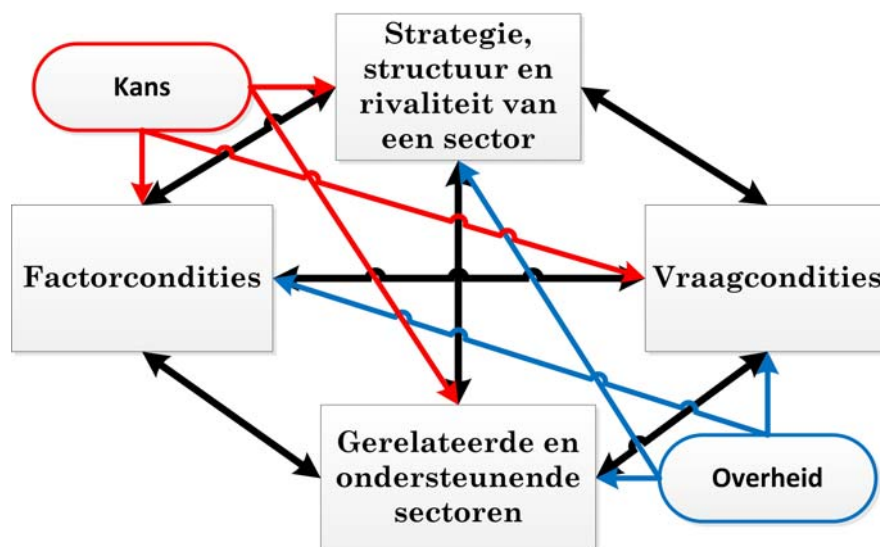 Strategie,
structuur en
rivaliteit van
een sector
Kans
Factorcondities
Vraagcondities
Gerelateerde en
ondersteunende
sectoren
Overheid